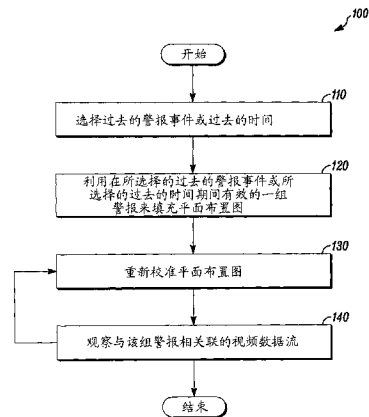 100
开始
110
选择过去的警报事件或过去的时间
120
利用在所选择的过去的警报事件或所
选择的过去的时间期间有效的一组
警报来填充平面布置图
130
重新校准平面布置图
140
观察与该组警报相关联的视频数据流
结束